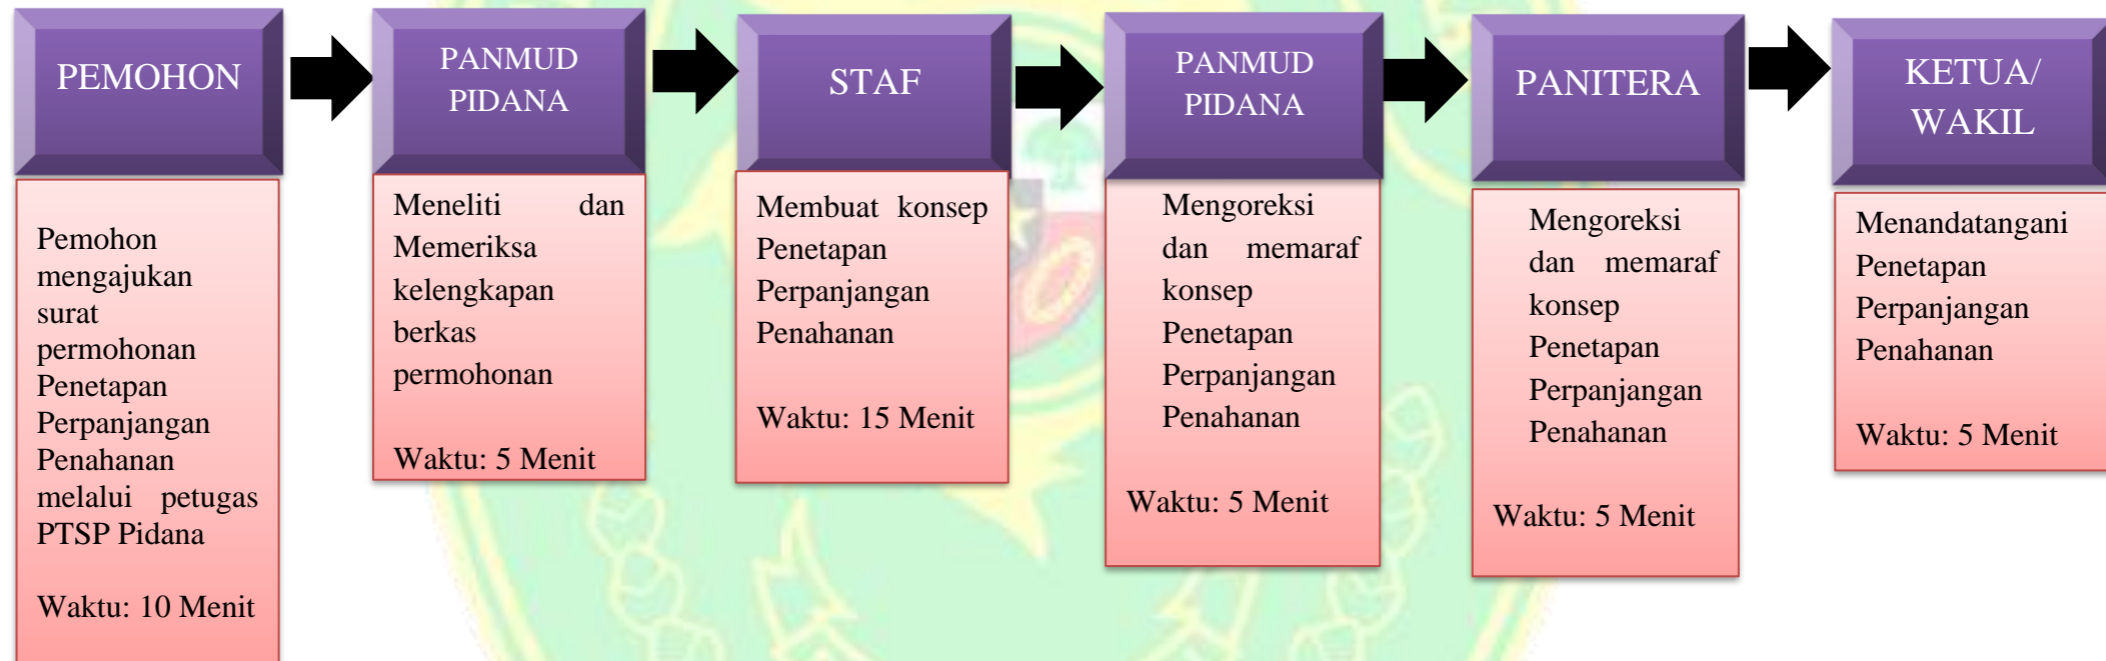 PEMOHON
Pemohon
mengajukan
surat
permohonan
Penetapan
Perpanjangan
Penahanan
melalui petugas
PTSP Pidana
Waktu: 10 Menit
PANMUD
PIDANA
Meneliti dan
Memeriksa
kelengkapan
berkas
permohonan
Waktu: 5 Menit
STAF
Membuat konsep
Penetapan
Perpanjangan
Penahanan
Waktu: 15 Menit
PANMUD
PIDANA
Mengoreksi
dan memaraf
konsep
Penetapan
Perpanjangan
Penahanan
Waktu: 5 Menit
PANITERA
Mengoreksi
dan memaraf
konsep
Penetapan
Perpanjangan
Penahanan
Waktu: 5 Menit
KETUA/
WAKIL
Menandatangani
Penetapan
Perpanjangan
Penahanan
Waktu: 5 Menit